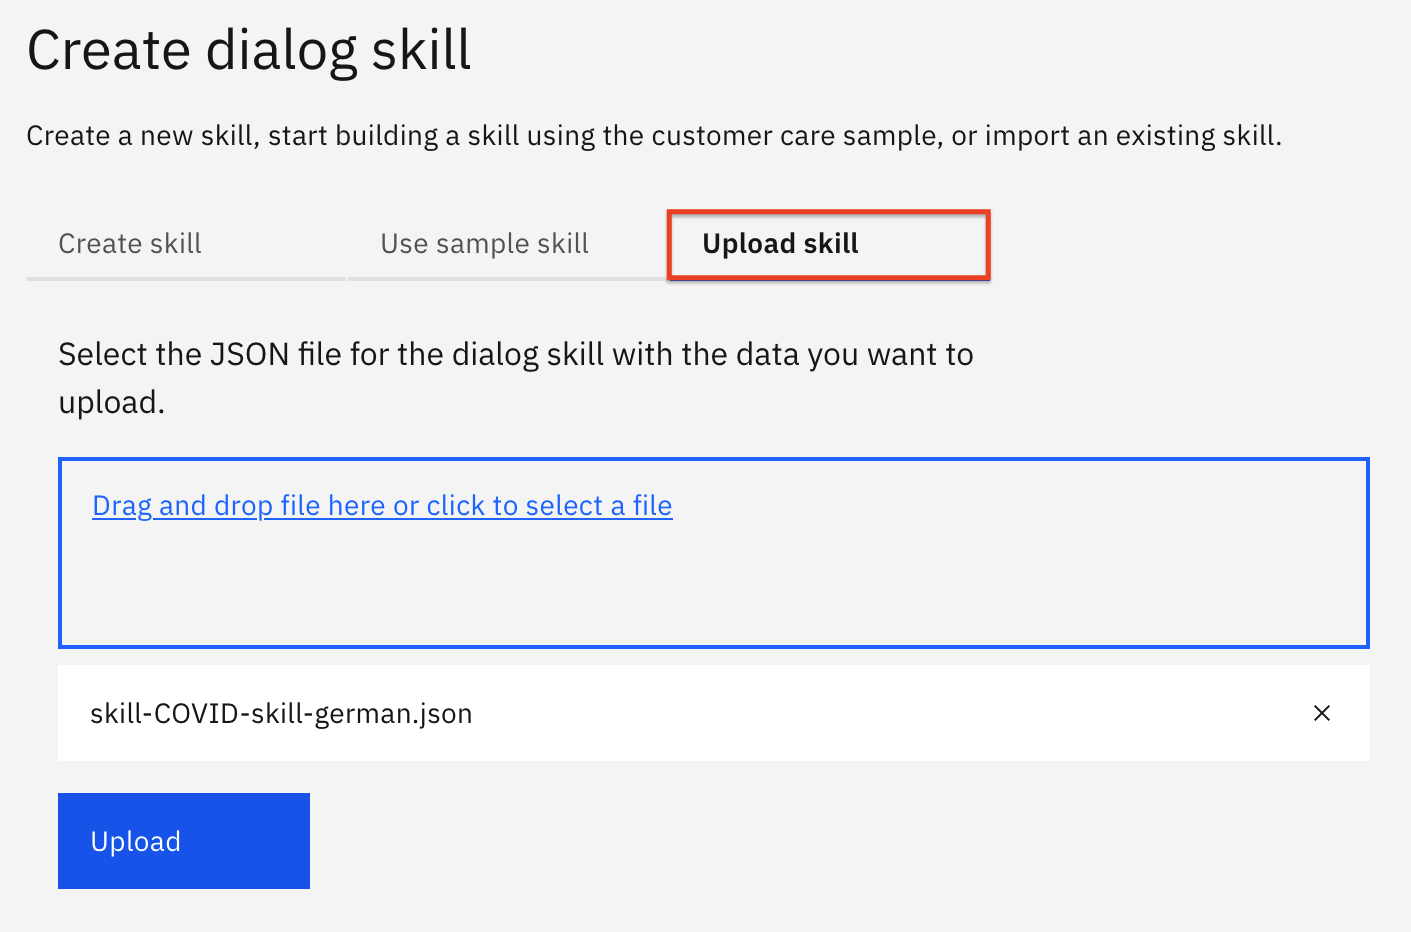 Create dialog skill
Create a new skill, start building a skill using the customer care sample, or import an existing skill.
Create skill
Use sample skill
Upload skill
Select the JSON file for the dialog skill with the data you want to
upload.
Drag and drop file here or click to select a file
skill-COVID-skill-german.json
Upload